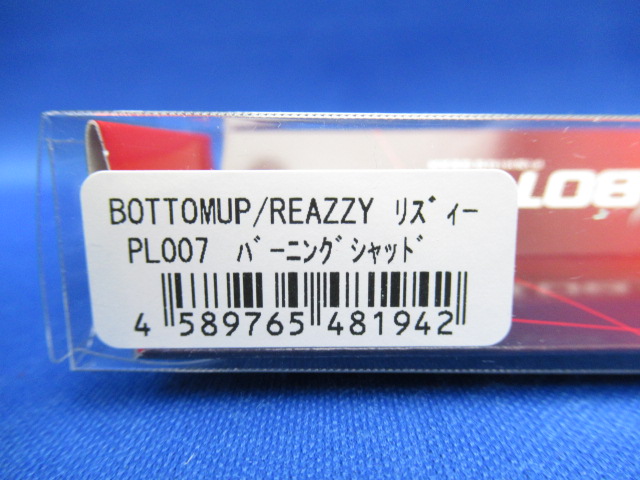 BOTTOMUP/REAZZY ﾘｽﾞｨｰ
PL007 ﾊﾞｰﾆﾝｸﾞｼｬｯﾄﾞ
4 589765 481942
BOT